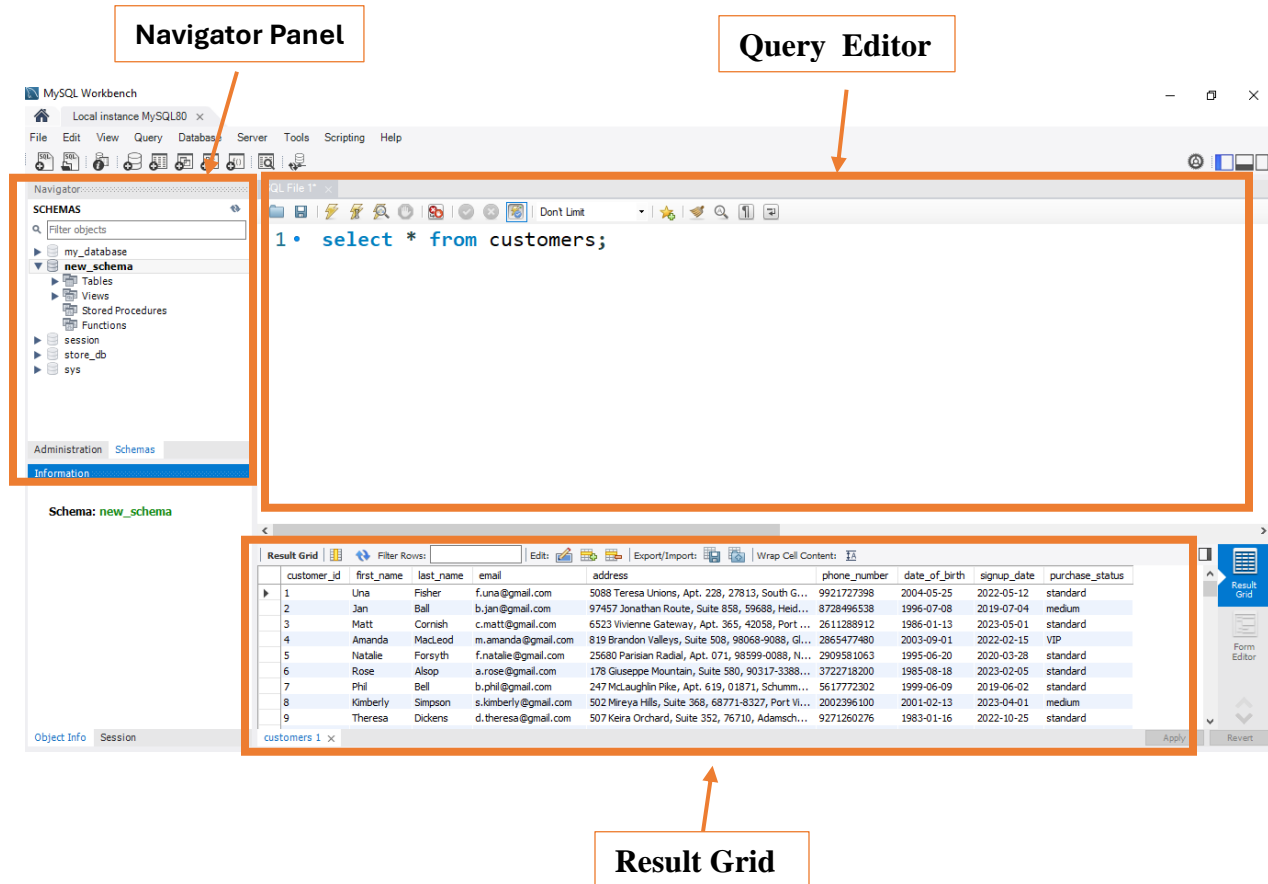 Navigator Panel
Query Editor
MySQL Workbench
Local instance MySQL80 ×
File Edit View Query Database Server Tools Scripting Help
Navigator
SQL File 1* ×
SCHEMAS
Filter objects
Don't Limit
1 • select * from customers;
my_database
new_schema
Tables
Views
Stored Procedures
Functions
session
store_db
sys
Administration Schemas
Information
Schema: new_schema
Result Grid Filter Rows: Edit: Export/Import: Wrap Cell Content:
customer_id first_name last_name email address phone_number date_of_birth signup_date purchase_status
1 Una Fisher f.una@gmail.com 5088 Teresa Unions, Apt. 228, 27813, South G... 9921727398 2004-05-25 2022-05-12 standard
2 Jan Ball b.jan@gmail.com 97457 Jonathan Route, Suite 858, 59688, Heid... 8728496538 1996-07-08 2019-07-04 medium
3 Matt Cornish c.matt@gmail.com 6523 Vivienne Gateway, Apt. 365, 42058, Port ... 2611288912 1986-01-13 2023-05-01 standard
4 Amanda MacLeod m.amanda@gmail.com 819 Brandon Valleys, Suite 508, 98068-9088, Gl... 2865477480 2003-09-01 2022-02-15 VIP
5 Natalie Forsyth f.natalie@gmail.com 25680 Parisian Radial, Apt. 071, 98599-0088, N... 2909581063 1995-06-20 2020-03-28 standard
6 Rose Alsop a.rose@gmail.com 178 Giuseppe Mountain, Suite 580, 90317-3388... 3722718200 1985-08-18 2023-02-05 standard
7 Phil Bell b.phil@gmail.com 247 McLaughlin Pike, Apt. 619, 01871, Schumm... 5617772302 1999-06-09 2019-06-02 standard
8 Kimberly Simpson s.kimberly@gmail.com 502 Mireya Hills, Suite 368, 68771-8327, Port Vi... 2002396100 2001-02-13 2023-04-01 medium
9 Theresa Dickens d.theresa@gmail.com 507 Keira Orchard, Suite 352, 76710, Adamsch... 9271260276 1983-01-16 2022-10-25 standard
Result
Grid
Form
Editor
Object Info Session
customers 1 ×
Apply Revert
Result Grid